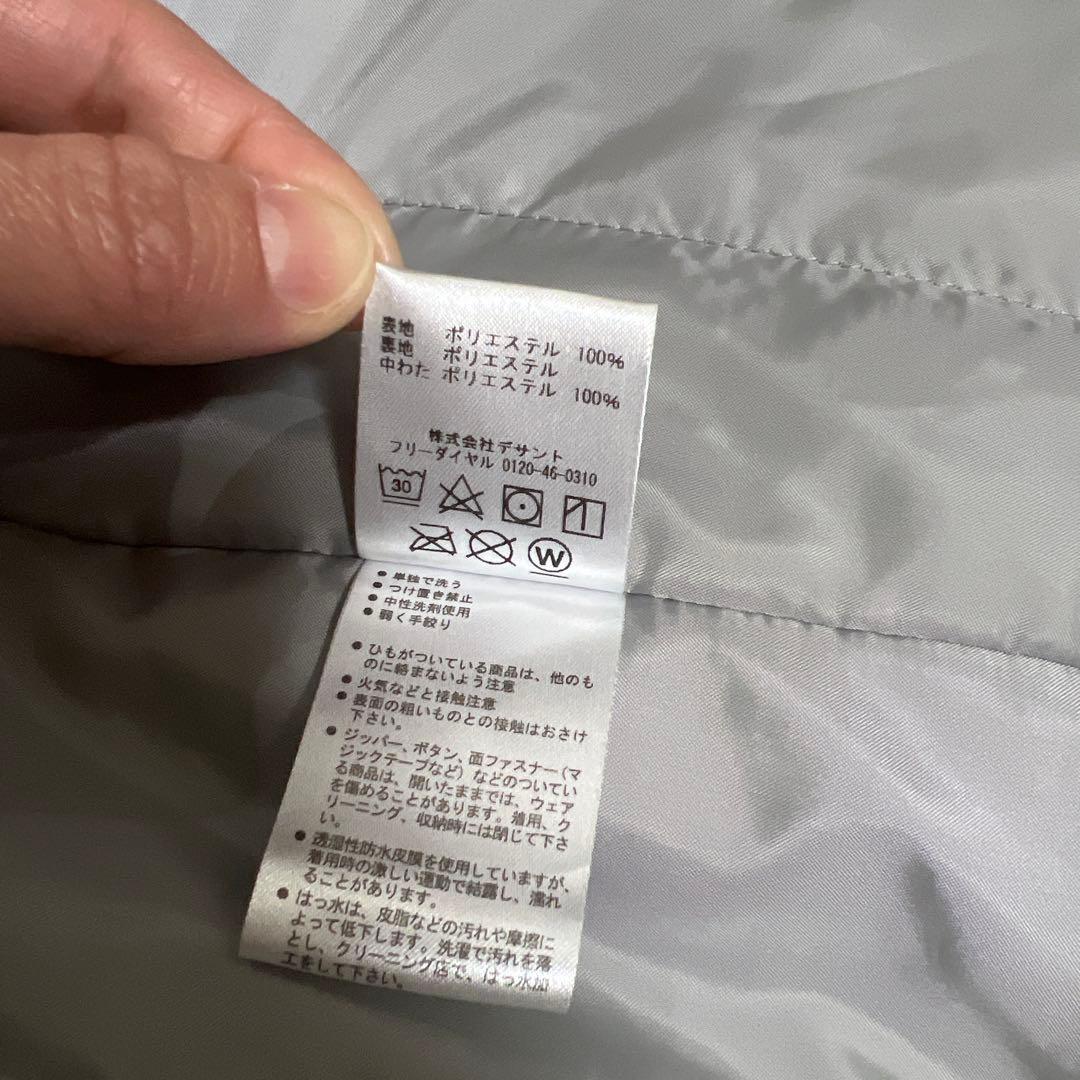 表地 ポリエステル 100%
裏地 ポリエステル
中わた ポリエステル 100%
株式会社デサント
フリーダイヤル 0120-46-0310
30
W
● 単独で洗う
● つけ置き禁止
● 中性洗剤使用
● 弱く手絞り
● ひもがついている商品は、他のも
のに絡まないよう注意
● 火気などと接触注意
● 表面の粗いものとの接触はおさけ
下さい。
● ジッパー、ボタン、面ファスナー(マ
ジックテープなど)などのついてい
る商品は、開いたままでは、ウェア
を傷めることがあります。着用、ク
リーニング、収納時には閉じて下さ
い。
● 透湿性防水皮膜を使用していますが、
着用時の激しい運動で結露し、濡れ
ることがあります。
● はっ水は、皮脂などの汚れや摩擦に
よって低下します。洗濯で汚れを落
とし、クリーニング店で、はっ水加
工をして下さい。